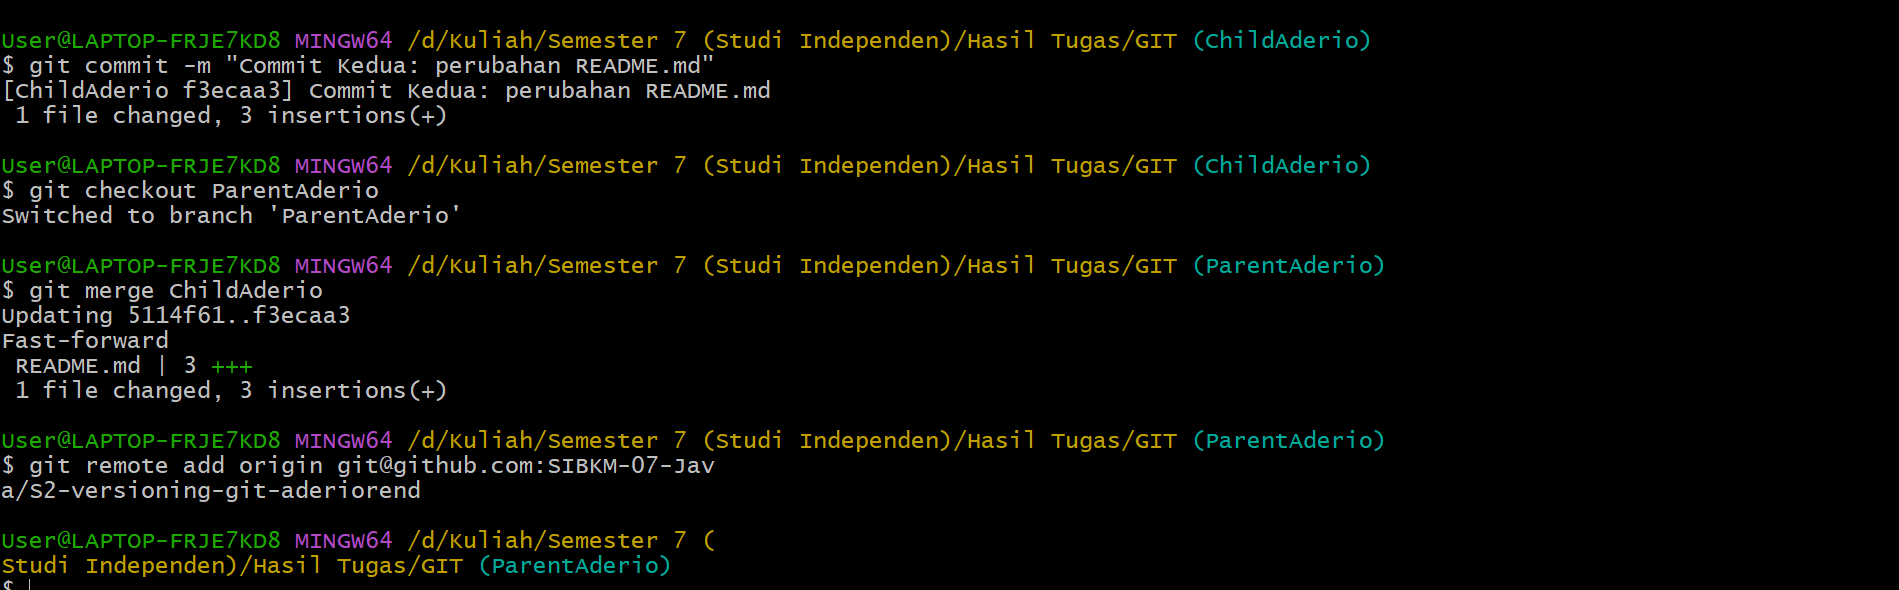 User@LAPTOP-FRJE7KD8 MINGW64 /d/Kuliah/Semester 7 (Studi Independen)/Hasil Tugas/GIT (ChildAderio)
$ git commit -m "Commit Kedua: perubahan README.md"
[ChildAderio f3ecaa3] Commit Kedua: perubahan README.md
 1 file changed, 3 insertions(+)
User@LAPTOP-FRJE7KD8 MINGW64 /d/Kuliah/Semester 7 (Studi Independen)/Hasil Tugas/GIT (ChildAderio)
$ git checkout ParentAderio
Switched to branch 'ParentAderio'
User@LAPTOP-FRJE7KD8 MINGW64 /d/Kuliah/Semester 7 (Studi Independen)/Hasil Tugas/GIT (ParentAderio)
$ git merge ChildAderio
Updating 5114f61..f3ecaa3
Fast-forward
 README.md | 3 +++
 1 file changed, 3 insertions(+)
User@LAPTOP-FRJE7KD8 MINGW64 /d/Kuliah/Semester 7 (Studi Independen)/Hasil Tugas/GIT (ParentAderio)
$ git remote add origin git@github.com:SIBKM-07-Jav
a/S2-versioning-git-aderiorend
User@LAPTOP-FRJE7KD8 MINGW64 /d/Kuliah/Semester 7 (
Studi Independen)/Hasil Tugas/GIT (ParentAderio)
$